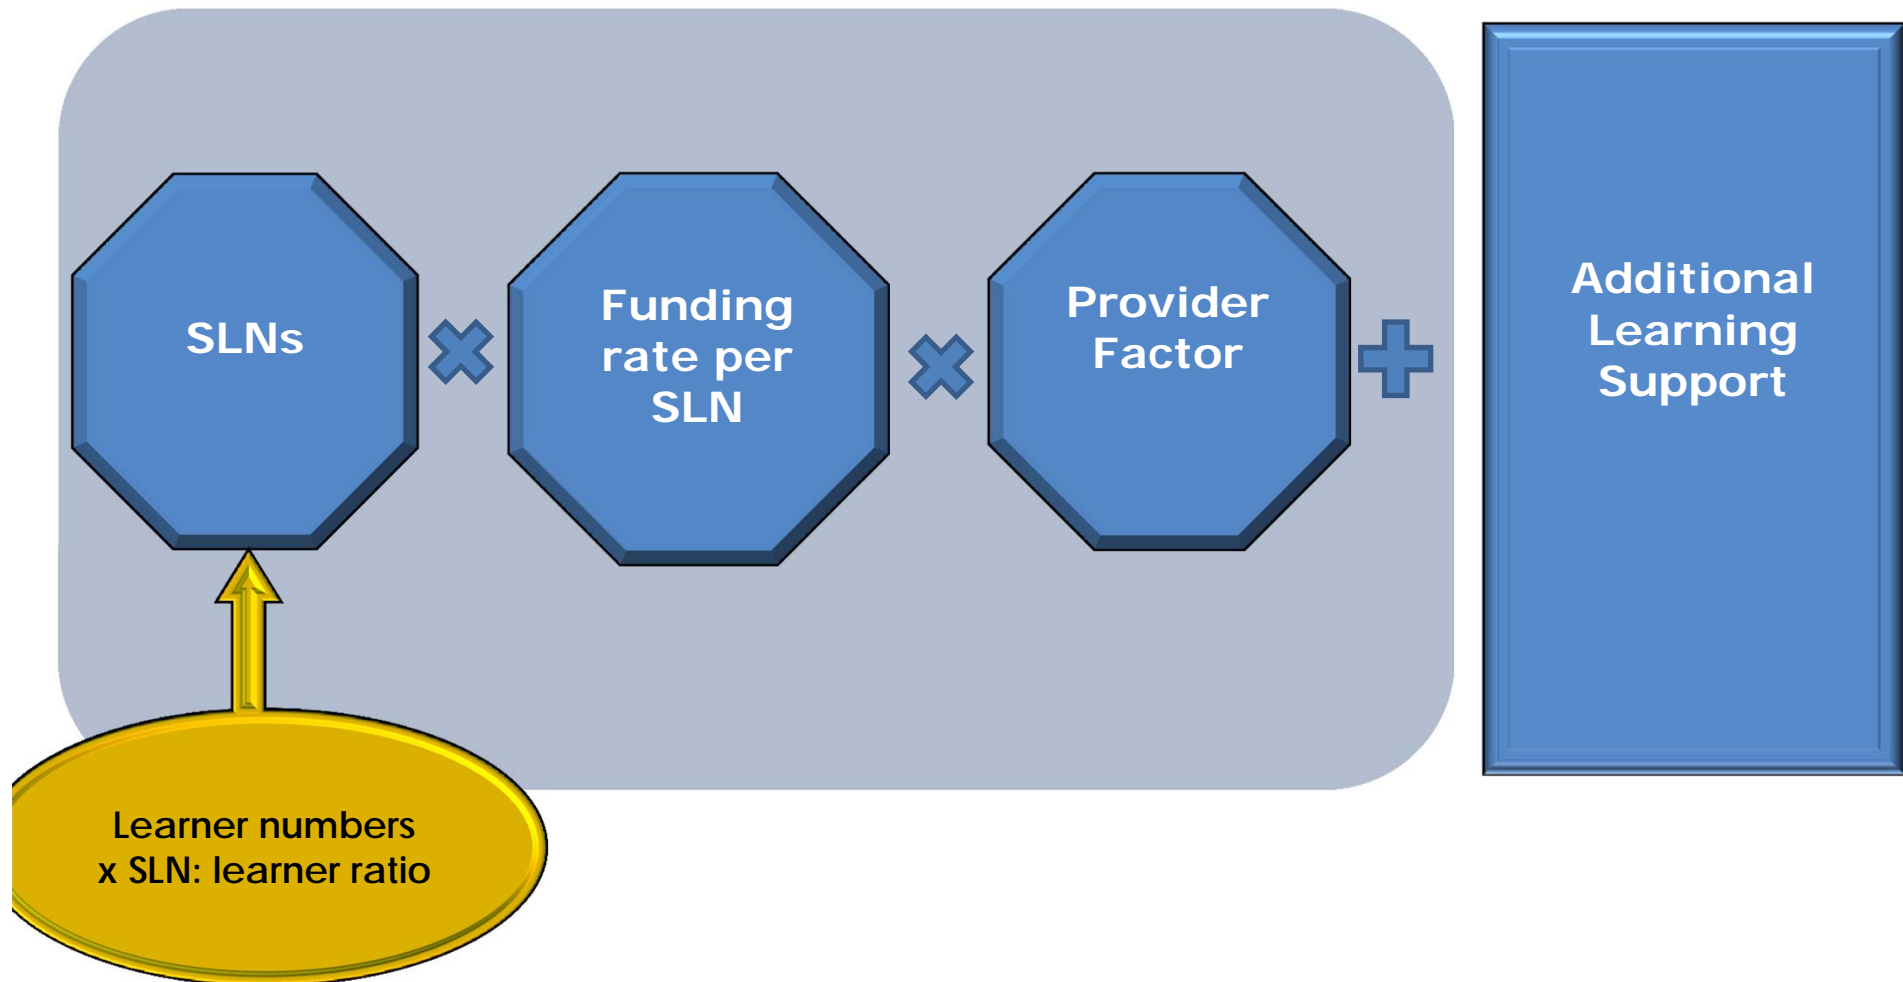 SLNs
Funding
rate per
SLN
Provider
Factor
Additional
Learning
Support
Learner numbers
x SLN: learner ratio